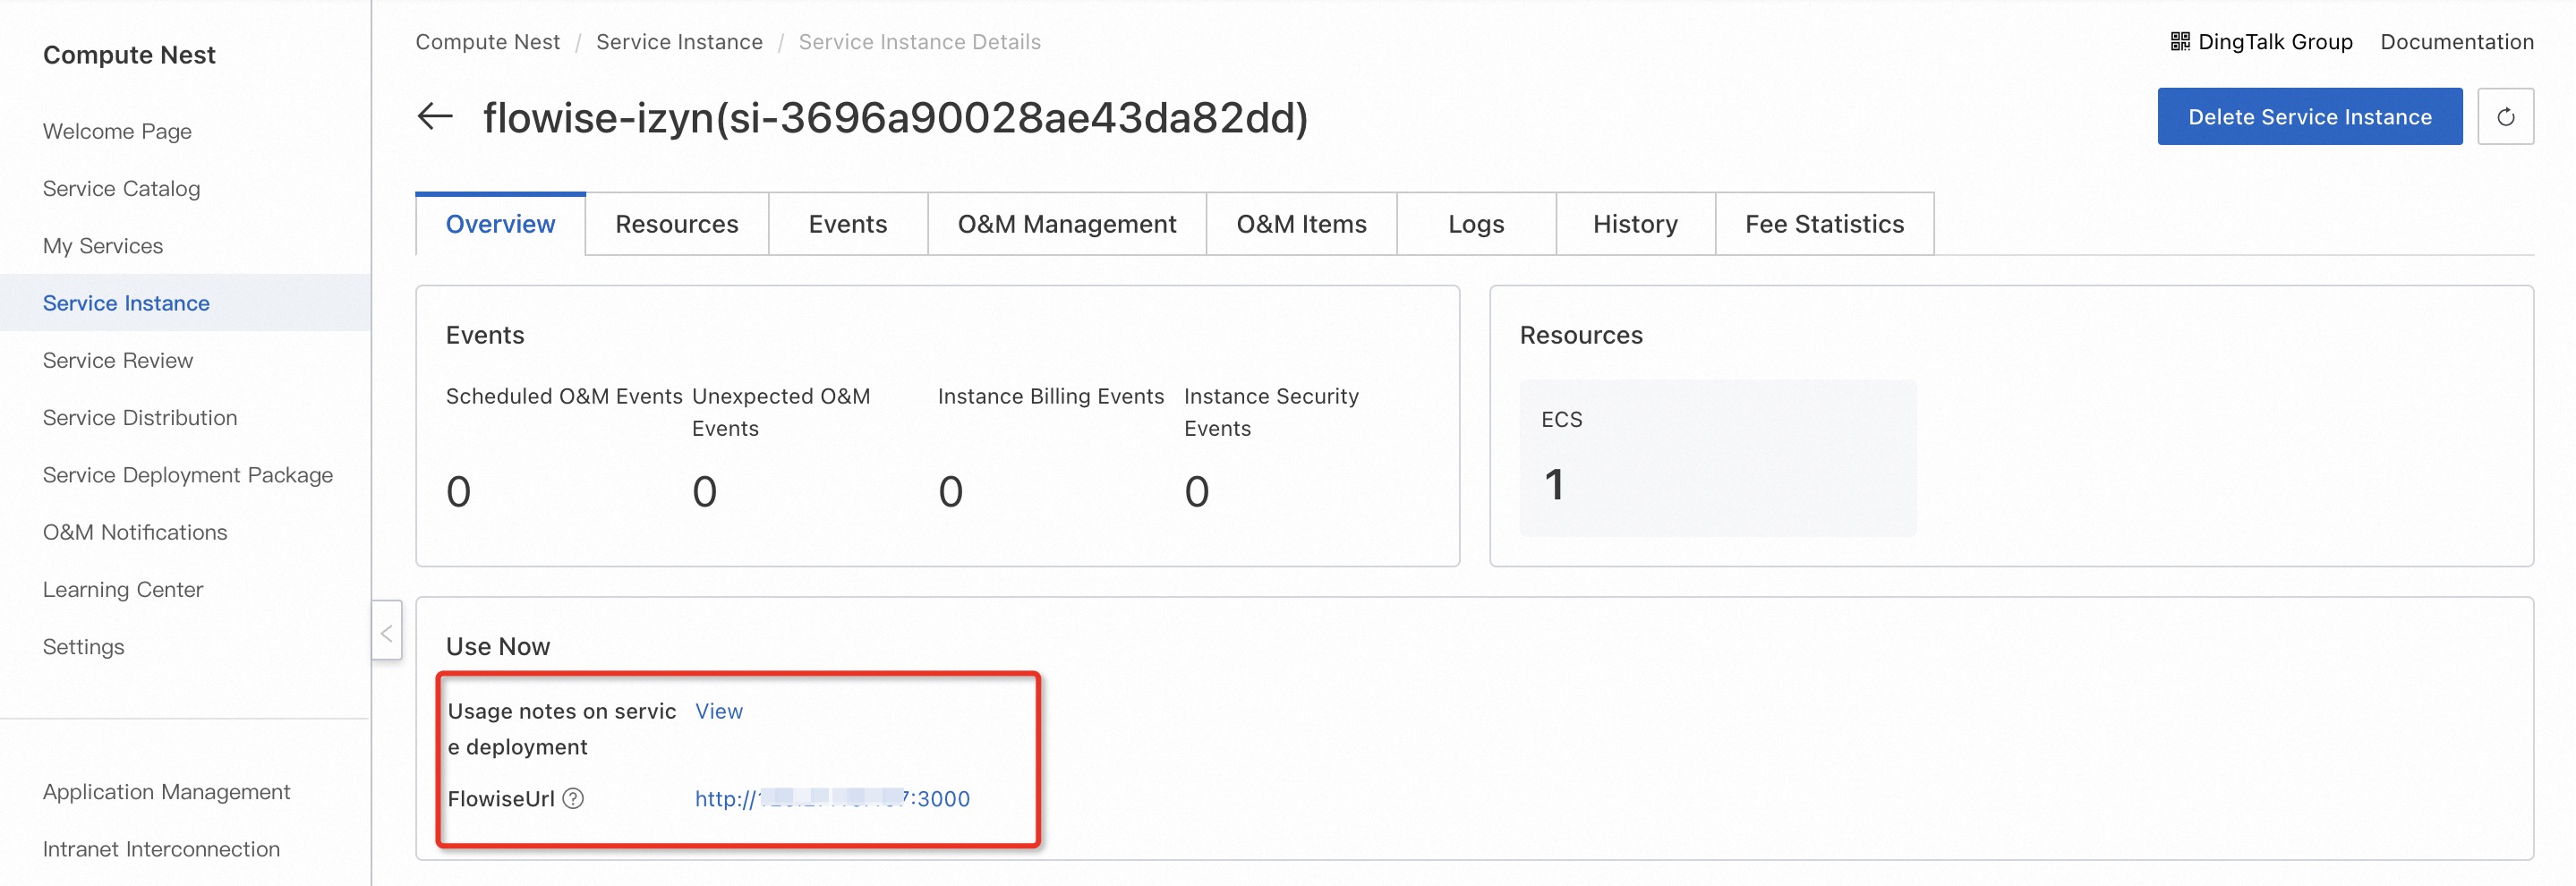 Compute Nest
Welcome Page
Service Catalog
My Services
Service Instance
Service Review
Service Distribution
Service Deployment Package
O&M Notifications
Learning Center
Settings
Application Management
Intranet Interconnection
Compute Nest / Service Instance / Service Instance Details
DingTalk Group Documentation
flowise-izyn(si-3696a90028ae43da82dd)
Delete Service Instance
Overview Resources Events O&M Management O&M Items Logs History Fee Statistics
Events
Scheduled O&M Events Unexpected O&M Instance Billing Events Instance Security
Events Events
0 0 0 0
Resources
ECS
1
Use Now
Usage notes on servic View
e deployment
FlowiseUrl http:// :3000